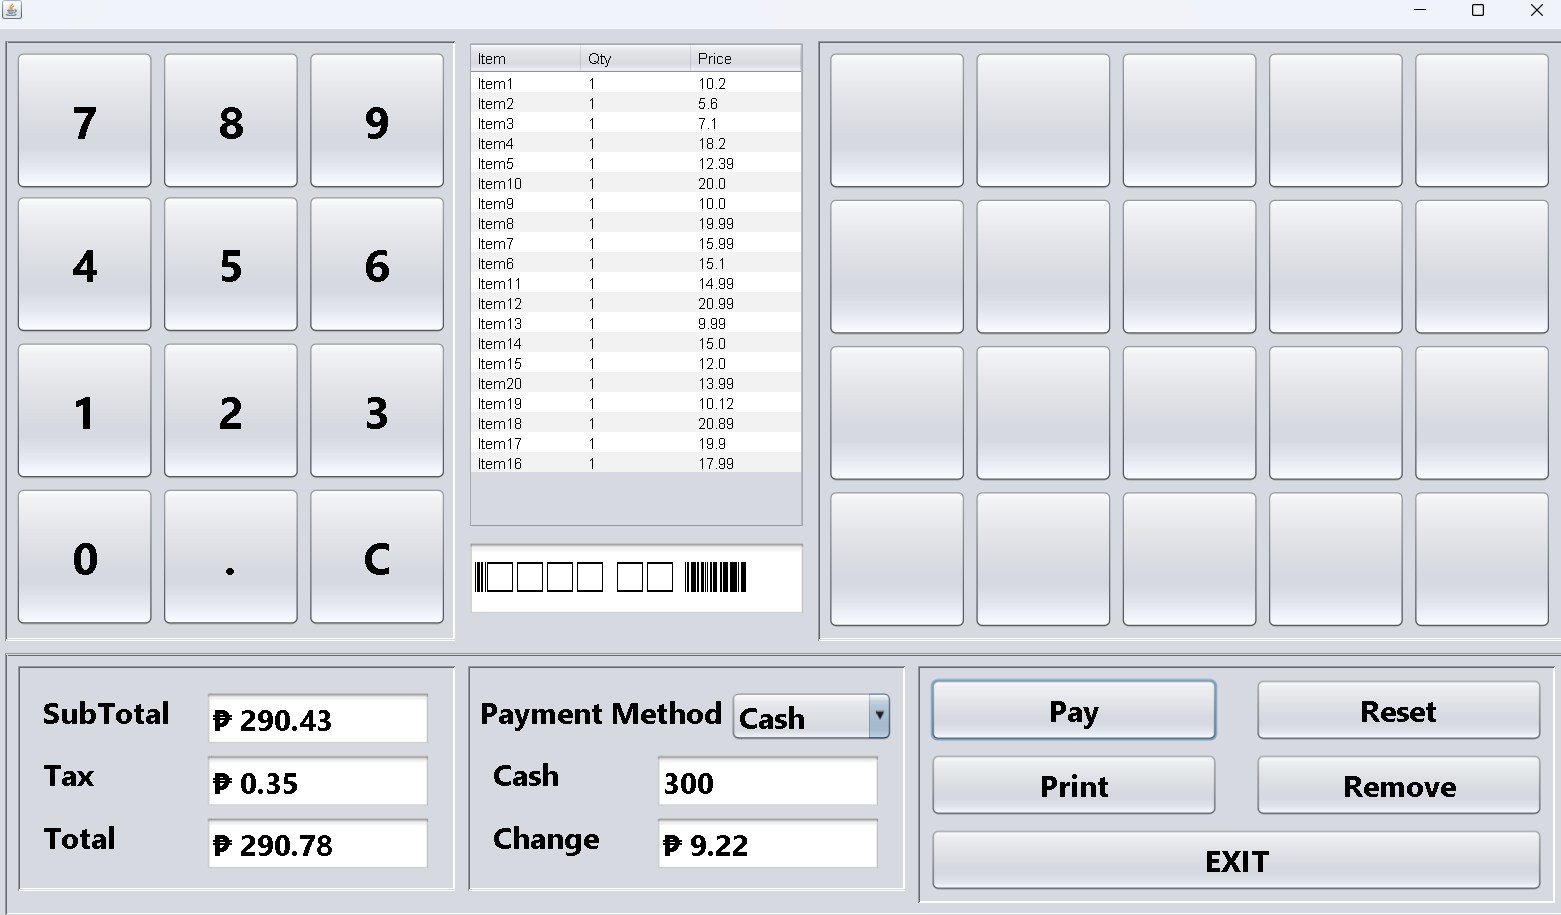 7 8 9
4 5 6
1 2 3
0 . C
Item Qty Price
Item1 1 10.2
Item2 1 5.6
Item3 1 7.1
Item4 1 18.2
Item5 1 12.39
Item10 1 20.0
Item9 1 10.0
Item8 1 19.99
Item7 1 15.99
Item6 1 15.1
Item11 1 14.99
Item12 1 20.99
Item13 1 9.99
Item14 1 15.0
Item15 1 12.0
Item20 1 13.99
Item19 1 10.12
Item18 1 20.89
Item17 1 19.9
Item16 1 17.99
SubTotal ₱ 290.43
Tax ₱ 0.35
Total ₱ 290.78
Payment Method Cash
Cash 300
Change ₱ 9.22
Pay Reset
Print Remove
EXIT